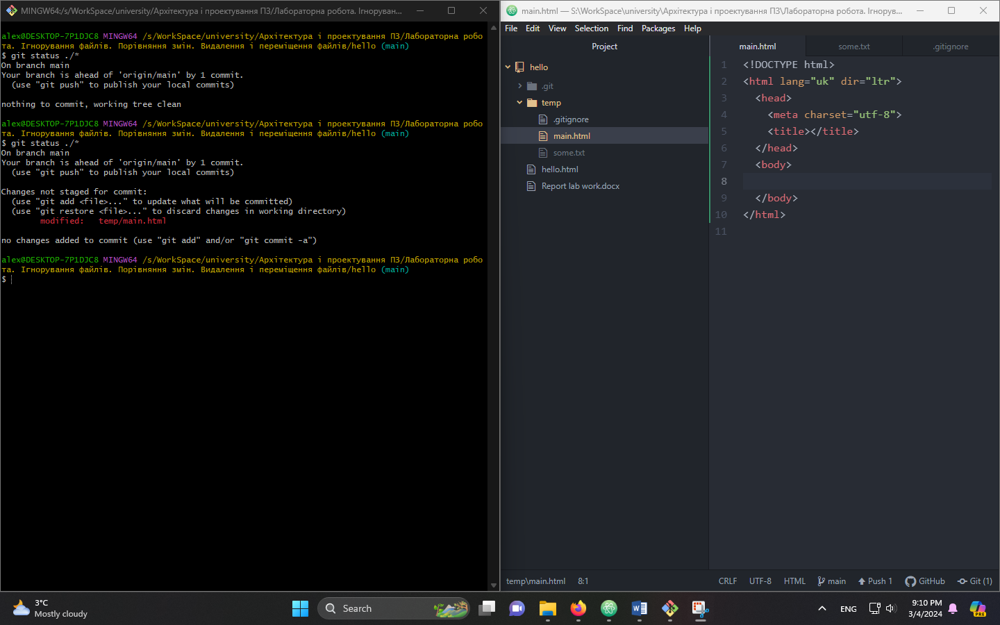 MINGW64:/s/WorkSpace/university/Архітектура і проектування ПЗ/Лабораторна робота. Ігноруван...
alex@DESKTOP-7P1DJC8 MINGW64 /s/WorkSpace/university/Архітектура і проектування ПЗ/Лабораторна робо
та. Ігнорування файлів. Порівняння змін. Видалення і переміщення файлів/hello (main)
$ git status ./*
On branch main
Your branch is ahead of 'origin/main' by 1 commit.
(use "git push" to publish your local commits)
nothing to commit, working tree clean
alex@DESKTOP-7P1DJC8 MINGW64 /s/WorkSpace/university/Архітектура і проектування ПЗ/Лабораторна робо
та. Ігнорування файлів. Порівняння змін. Видалення і переміщення файлів/hello (main)
$ git status ./*
On branch main
Your branch is ahead of 'origin/main' by 1 commit.
(use "git push" to publish your local commits)
Changes not staged for commit:
(use "git add <file>..." to update what will be committed)
(use "git restore <file>..." to discard changes in working directory)
modified:   temp/main.html
no changes added to commit (use "git add" and/or "git commit -a")
alex@DESKTOP-7P1DJC8 MINGW64 /s/WorkSpace/university/Архітектура і проектування ПЗ/Лабораторна робо
та. Ігнорування файлів. Порівняння змін. Видалення і переміщення файлів/hello (main)
$
main.html — S:\WorkSpace\university\Архітектура і проектування ПЗ\Лабораторна робота. Ігнорув...
File Edit View Selection Find Packages Help
Project
hello
.git
temp
.gitignore
main.html
some.txt
hello.html
Report lab work.docx
main.html some.txt .gitignore
1 <!DOCTYPE html>
2 <html lang="uk" dir="ltr">
3 <head>
4 <meta charset="utf-8">
5 <title></title>
6 </head>
7 <body>
8
9 </body>
10 </html>
11
temp\main.html 8:1 CRLF UTF-8 HTML main Push 1 GitHub Git (1)
3°C
Mostly cloudy
Search
ENG
9:10 PM
3/4/2024
PRE